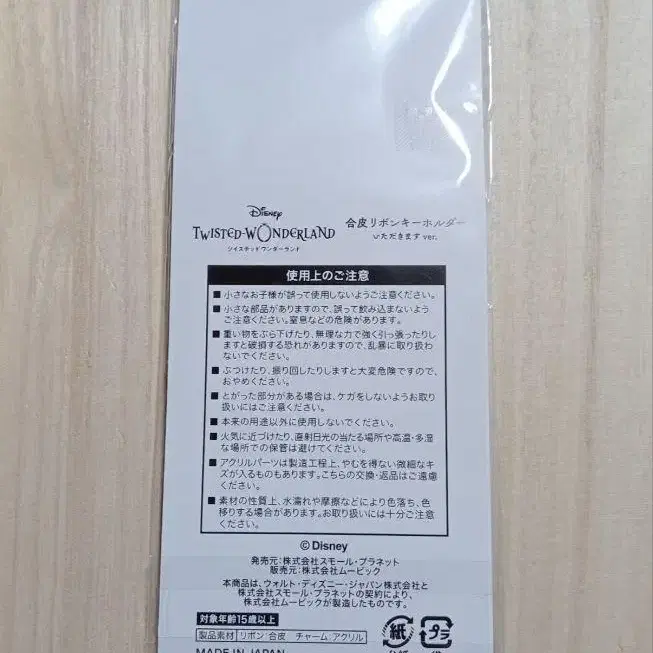 Disney
TWISTED-WONDERLAND
ツイステッドワンダーランド
合皮リボンキーホルダー
いただきます ver.
使用上のご注意
■小さなお子様が誤って使用しないようご注意ください。
■小さな部品がありますので、誤って飲み込まないよう
ご注意ください。窒息などの危険があります。
■重い物をぶら下げたり、無理な力で強く引っ張ったりし
ますと破損する恐れがありますので、乱暴に取り扱わ
ないでください。
■ぶつけたり、振り回したりしますと大変危険ですので、
おやめください。
■とがった部分がある場合は、ケガをしないようお取り
扱いにはご注意ください。
■本来の用途以外に使用しないでください。
■火気に近づけたり、直射日光の当たる場所や高温・多湿
な場所での保管は避けてください。
■アクリルパーツは製造工程上、やむを得ない微細なキ
ズが入るものもあります。こちらの交換・返品はご遠慮
ください。
■素材の性質上、水濡れや摩擦などにより色落ち、色
移りする場合があります。お取り扱いには十分ご注意
ください。
©Disney
発売元:株式会社スモール・プラネット
販売元:株式会社ムービック
本商品は、ウォルト・ディズニー・ジャパン株式会社と
株式会社スモール・プラネットの契約により、
株式会社ムービックが製造したものです。
対象年齢15歳以上
製品素材 リボン:合皮 チャーム:アクリル
MADE IN JAPAN
紙 プラ